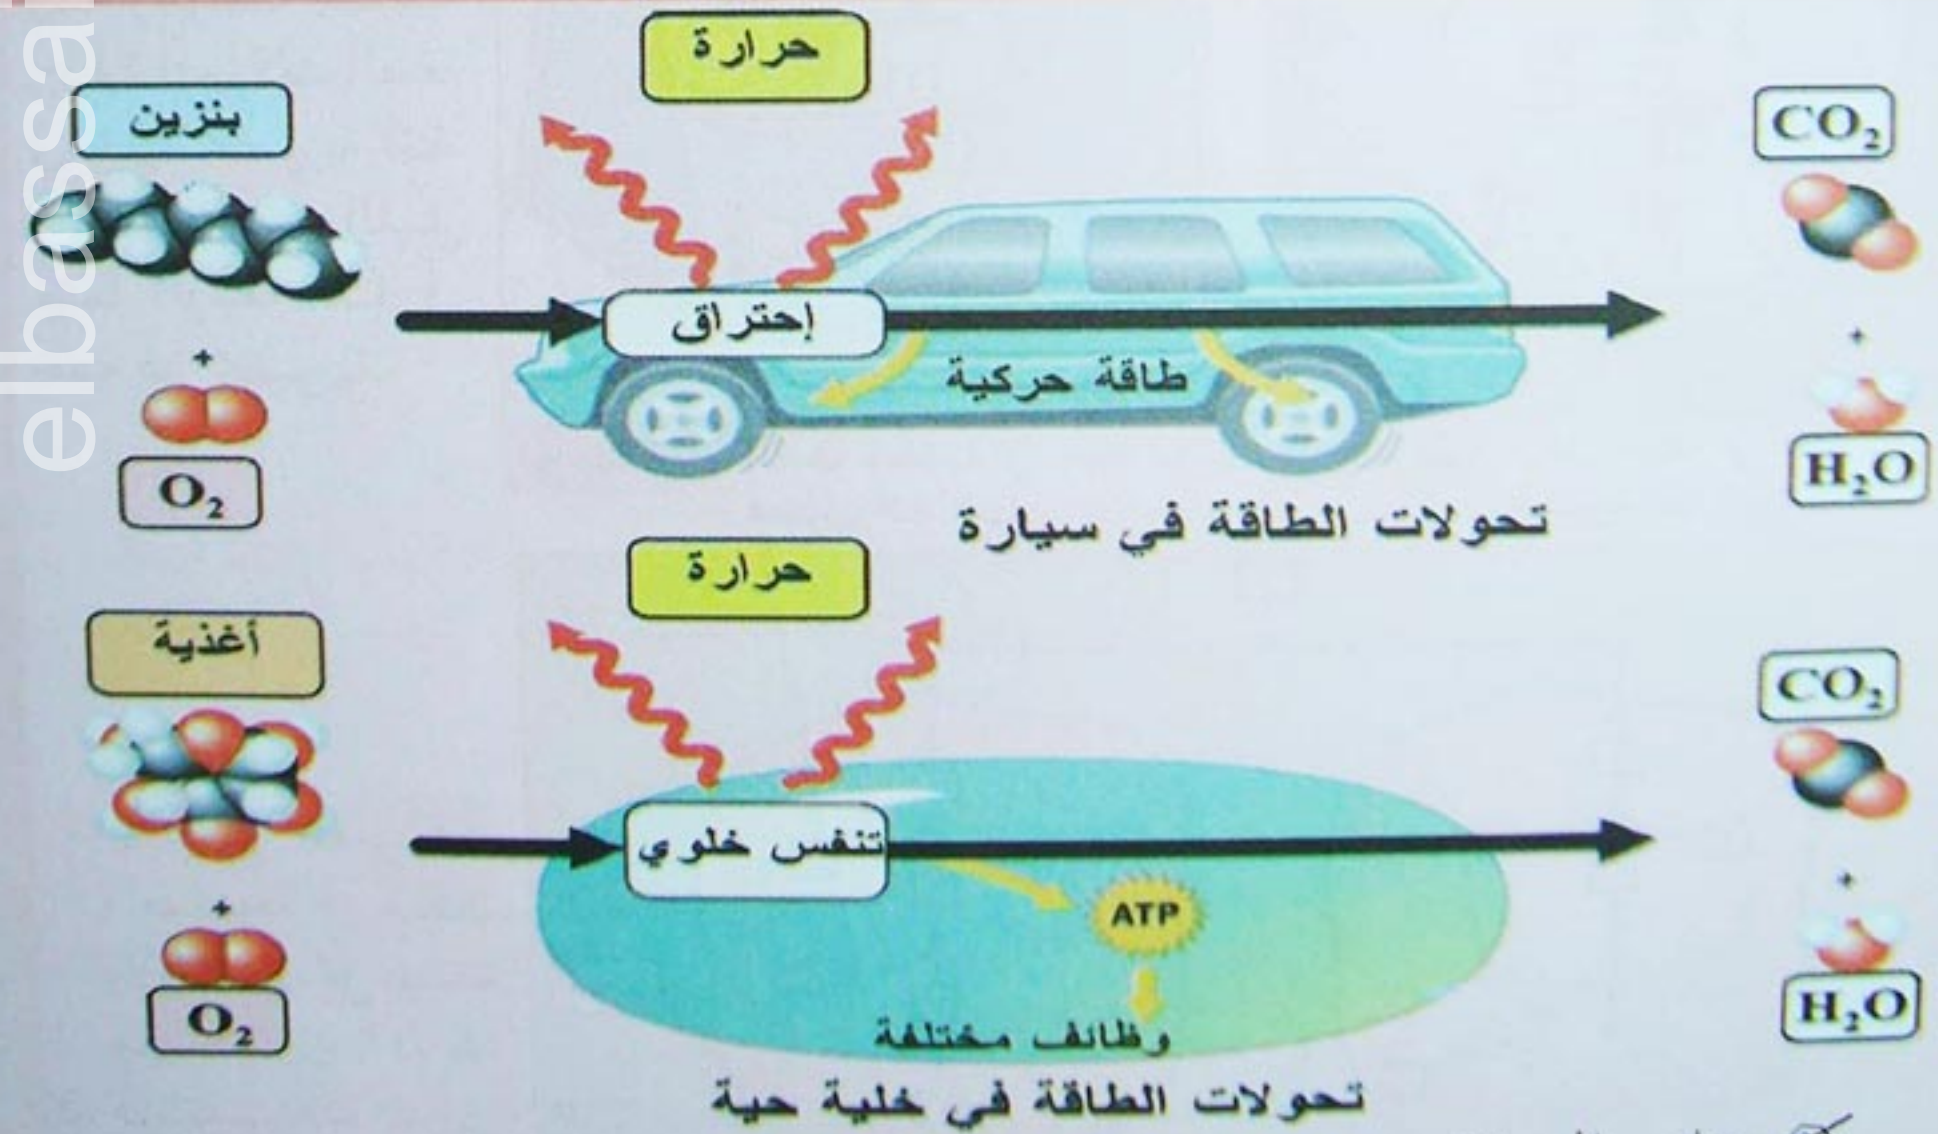 حرارة
بنزين
CO₂
إحتراق
طاقة حركية
+
+
O₂
H₂O
تحولات الطاقة في سيارة
حرارة
أغذية
CO₂
تنفس خلوي
ATP
+
+
O₂
H₂O
وظائف مختلفة
تحولات الطاقة في خلية حية
elbassai